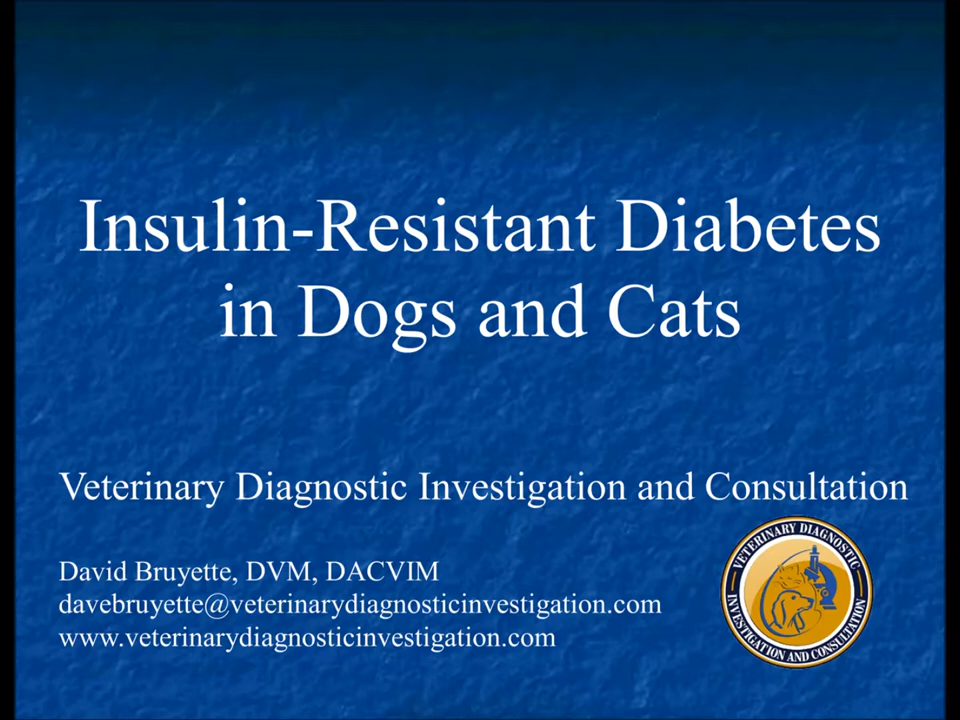 Insulin-Resistant Diabetes
in Dogs and Cats
Veterinary Diagnostic Investigation and Consultation
David Bruyette, DVM, DACVIM
davebruyette@veterinarydiagnosticinvestigation.com
www.veterinarydiagnosticinvestigation.com
VETERINARY DIAGNOSTIC
INVESTIGATION AND CONSULTATION